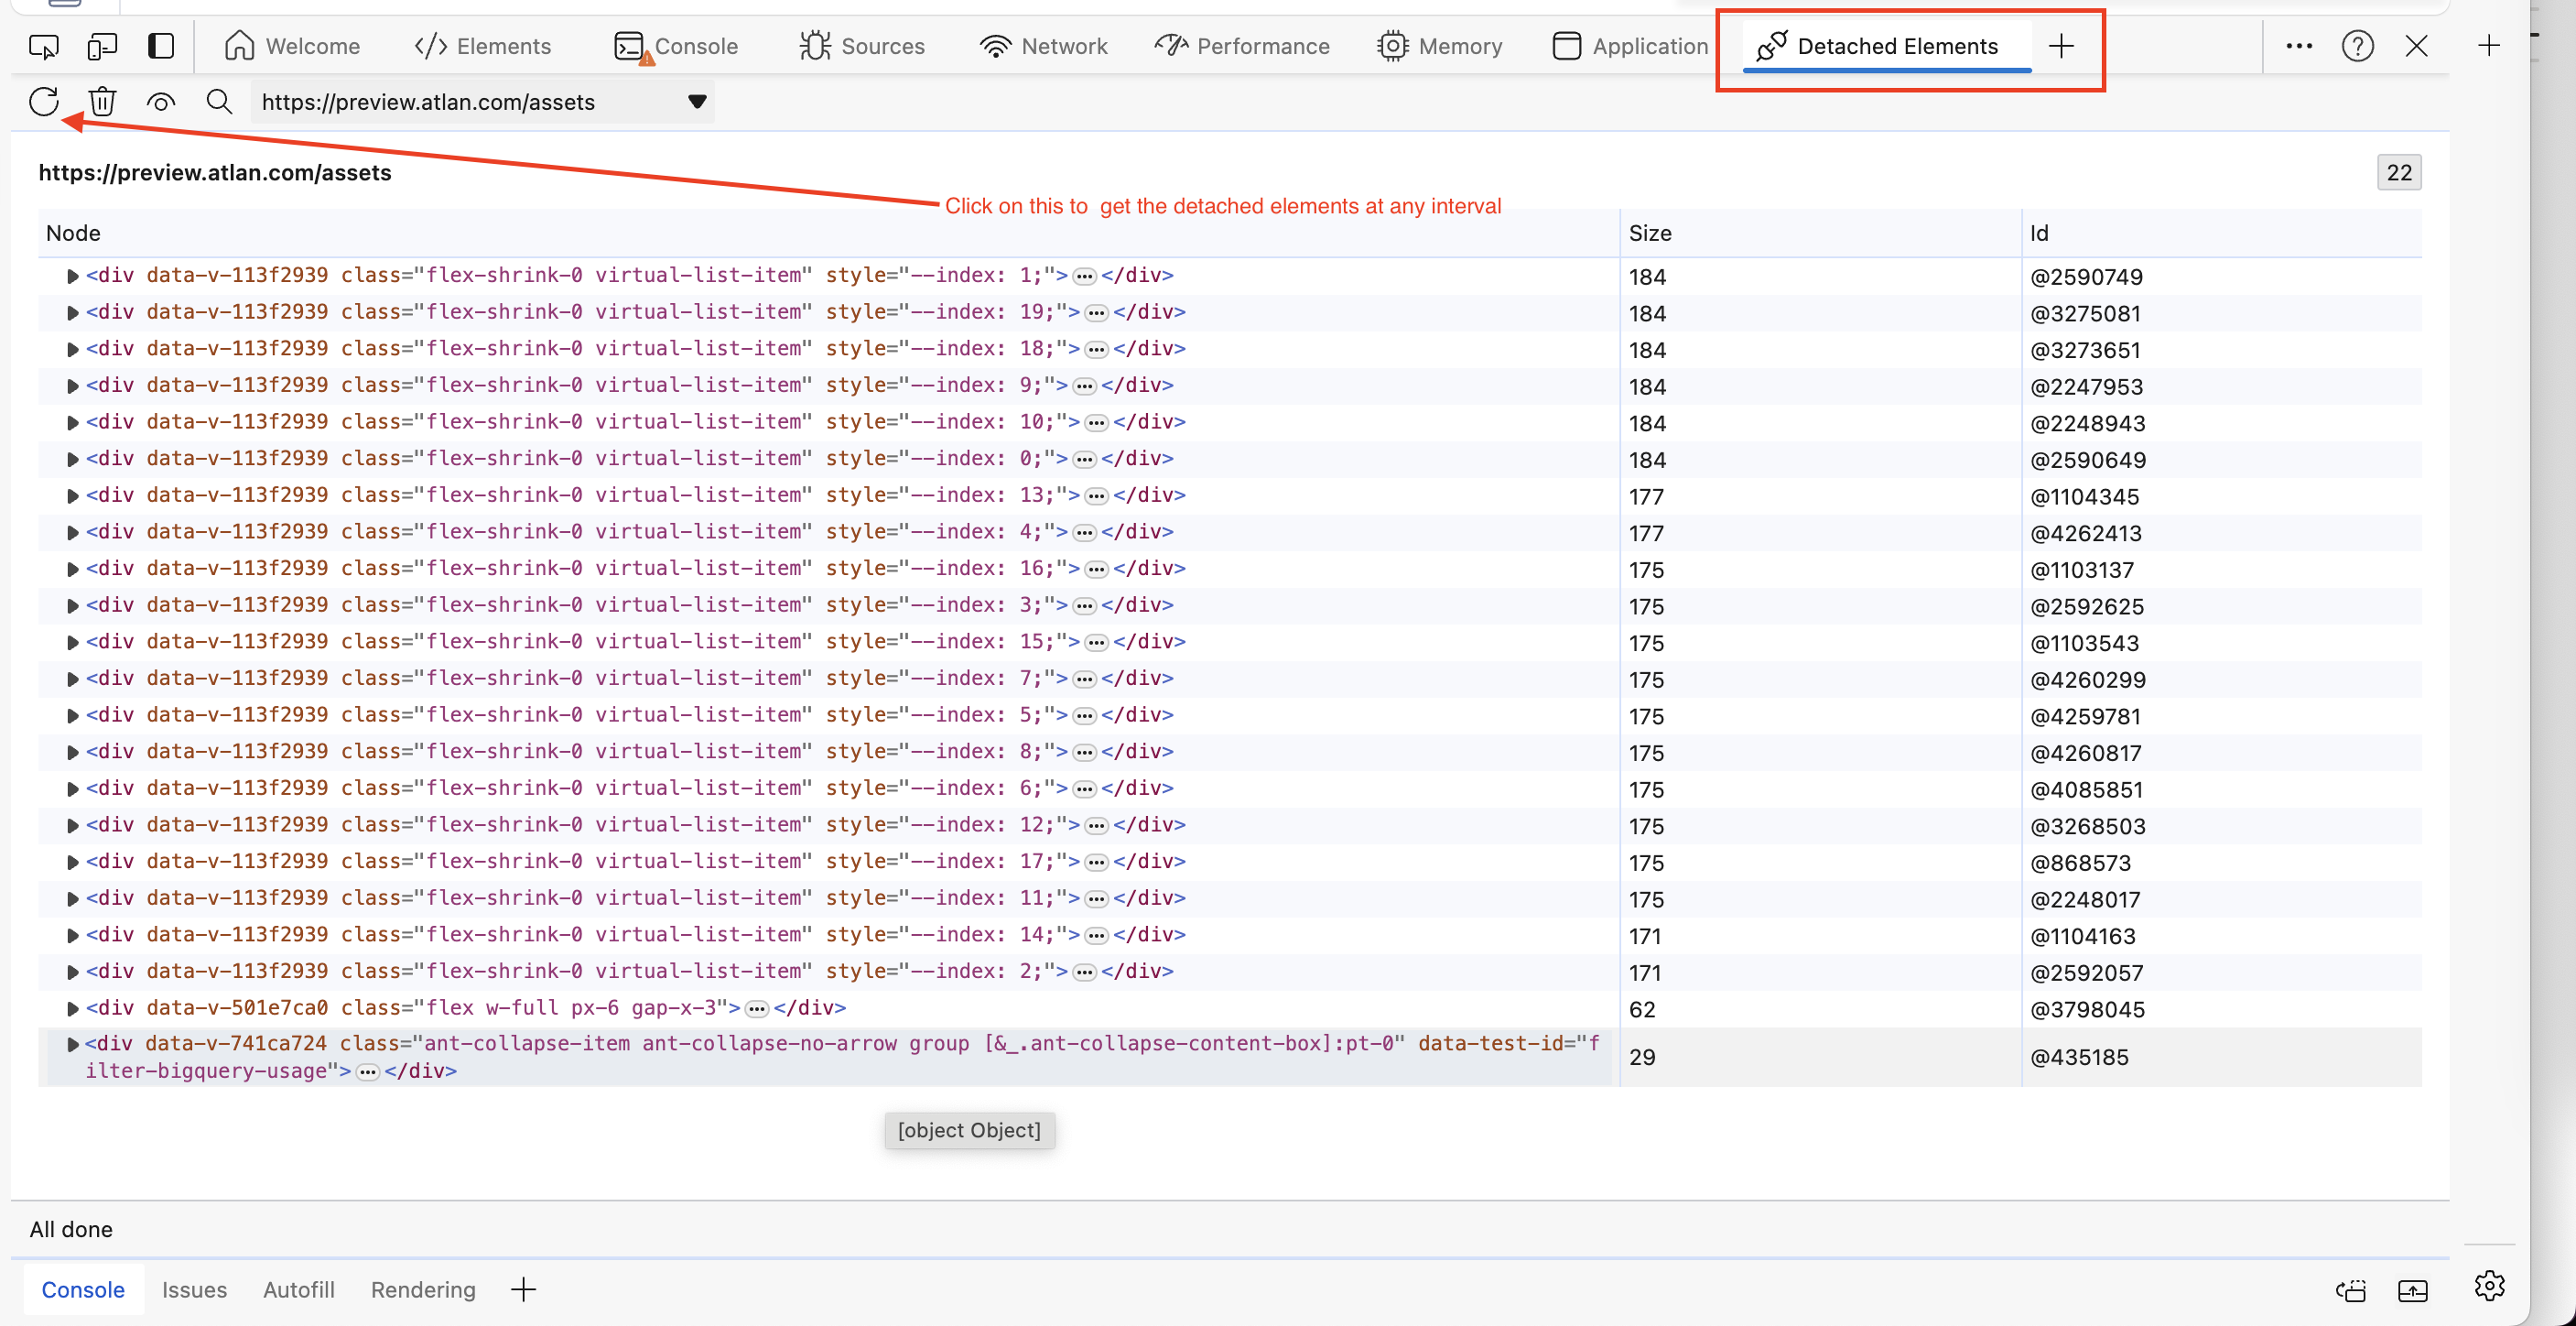 Welcome Elements Console Sources Network Performance Memory Application Detached Elements
https://preview.atlan.com/assets
https://preview.atlan.com/assets 22
Click on this to  get the detached elements at any interval
Node Size Id
<div data-v-113f2939 class="flex-shrink-0 virtual-list-item" style="--index: 1;">…</div> 184 @2590749
<div data-v-113f2939 class="flex-shrink-0 virtual-list-item" style="--index: 19;">…</div> 184 @3275081
<div data-v-113f2939 class="flex-shrink-0 virtual-list-item" style="--index: 18;">…</div> 184 @3273651
<div data-v-113f2939 class="flex-shrink-0 virtual-list-item" style="--index: 9;">…</div> 184 @2247953
<div data-v-113f2939 class="flex-shrink-0 virtual-list-item" style="--index: 10;">…</div> 184 @2248943
<div data-v-113f2939 class="flex-shrink-0 virtual-list-item" style="--index: 0;">…</div> 184 @2590649
<div data-v-113f2939 class="flex-shrink-0 virtual-list-item" style="--index: 13;">…</div> 177 @1104345
<div data-v-113f2939 class="flex-shrink-0 virtual-list-item" style="--index: 4;">…</div> 177 @4262413
<div data-v-113f2939 class="flex-shrink-0 virtual-list-item" style="--index: 16;">…</div> 175 @1103137
<div data-v-113f2939 class="flex-shrink-0 virtual-list-item" style="--index: 3;">…</div> 175 @2592625
<div data-v-113f2939 class="flex-shrink-0 virtual-list-item" style="--index: 15;">…</div> 175 @1103543
<div data-v-113f2939 class="flex-shrink-0 virtual-list-item" style="--index: 7;">…</div> 175 @4260299
<div data-v-113f2939 class="flex-shrink-0 virtual-list-item" style="--index: 5;">…</div> 175 @4259781
<div data-v-113f2939 class="flex-shrink-0 virtual-list-item" style="--index: 8;">…</div> 175 @4260817
<div data-v-113f2939 class="flex-shrink-0 virtual-list-item" style="--index: 6;">…</div> 175 @4085851
<div data-v-113f2939 class="flex-shrink-0 virtual-list-item" style="--index: 12;">…</div> 175 @3268503
<div data-v-113f2939 class="flex-shrink-0 virtual-list-item" style="--index: 17;">…</div> 175 @868573
<div data-v-113f2939 class="flex-shrink-0 virtual-list-item" style="--index: 11;">…</div> 175 @2248017
<div data-v-113f2939 class="flex-shrink-0 virtual-list-item" style="--index: 14;">…</div> 171 @1104163
<div data-v-113f2939 class="flex-shrink-0 virtual-list-item" style="--index: 2;">…</div> 171 @2592057
<div data-v-501e7ca0 class="flex w-full px-6 gap-x-3">…</div> 62 @3798045
<div data-v-741ca724 class="ant-collapse-item ant-collapse-no-arrow group [&_.ant-collapse-content-box]:pt-0" data-test-id="f
ilter-bigquery-usage">…</div> 29 @435185
[object Object]
All done
Console Issues Autofill Rendering